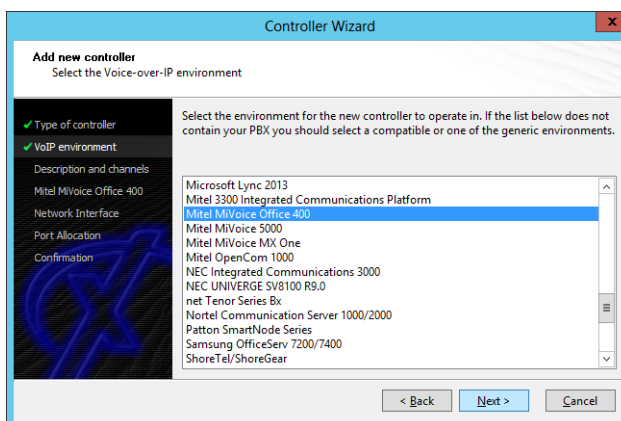 Controller Wizard
x
Add new controller
Select the Voice-over-IP environment
Type of controller
VoIP environment
Description and channels
Mitel MiVoice Office 400
Network Interface
Port Allocation
Confirmation
Select the environment for the new controller to operate in. If the list below does not
contain your PBX you should select a compatible or one of the generic environments.
Microsoft Lync 2013
Mitel 3300 Integrated Communications Platform
Mitel MiVoice Office 400
Mitel MiVoice 5000
Mitel MiVoice MX One
Mitel OpenCom 1000
NEC Integrated Communications 3000
NEC UNIVERGE SV8100 R9.0
net Tenor Series Bx
Nortel Communication Server 1000/2000
Patton SmartNode Series
Samsung OfficeServ 7200/7400
ShoreTel/ShoreGear
< Back
Next >
Cancel